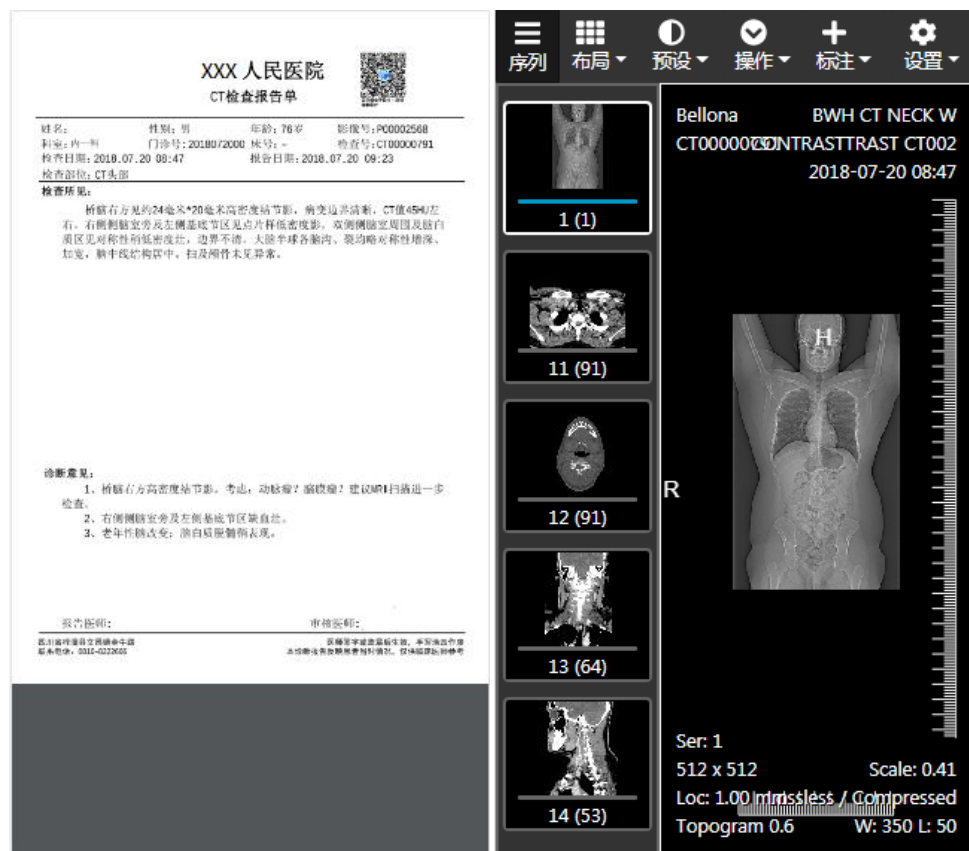 XXX 人民医院
CT检查报告单
姓名： 性别：男 年龄：76岁 影像号：P00002568
科室：内一科 门诊号：2018072000 床号：- 检查号：CT00000791
检查日期：2018.07.20 08:47 报告日期：2018.07.20 09:23
检查部位：CT头部
检查所见：
桥脑右方见约24毫米*20毫米高密度结节影，病变边界清晰，CT值45HU左
右。右侧侧脑室旁及左侧基底节区见点片样低密度影，双侧侧脑室周围及脑白
质区见对称性稍低密度灶，边界不清。大脑半球各脑沟、裂均略对称性增深、
加宽，脑中线结构居中。扫及颅骨未见异常。
诊断意见：
1、桥脑右方高密度结节影。考虑：动脉瘤？脑膜瘤？建议MRI扫描进一步
检查。
2、右侧侧脑室旁及左侧基底节区缺血灶。
3、老年性脑改变；脑白质脱髓鞘表现。
报告医师： 审核医师：
序列 布局 预设 操作 标注 设置
1 (1)
11 (91)
12 (91)
13 (64)
14 (53)
Bellona BWH CT NECK W
CT002
2018-07-20 08:47
H
R
Ser: 1
512 x 512 Scale: 0.41
Loc: 1.00 mm / Compressed
Topogram 0.6 W: 350 L: 50